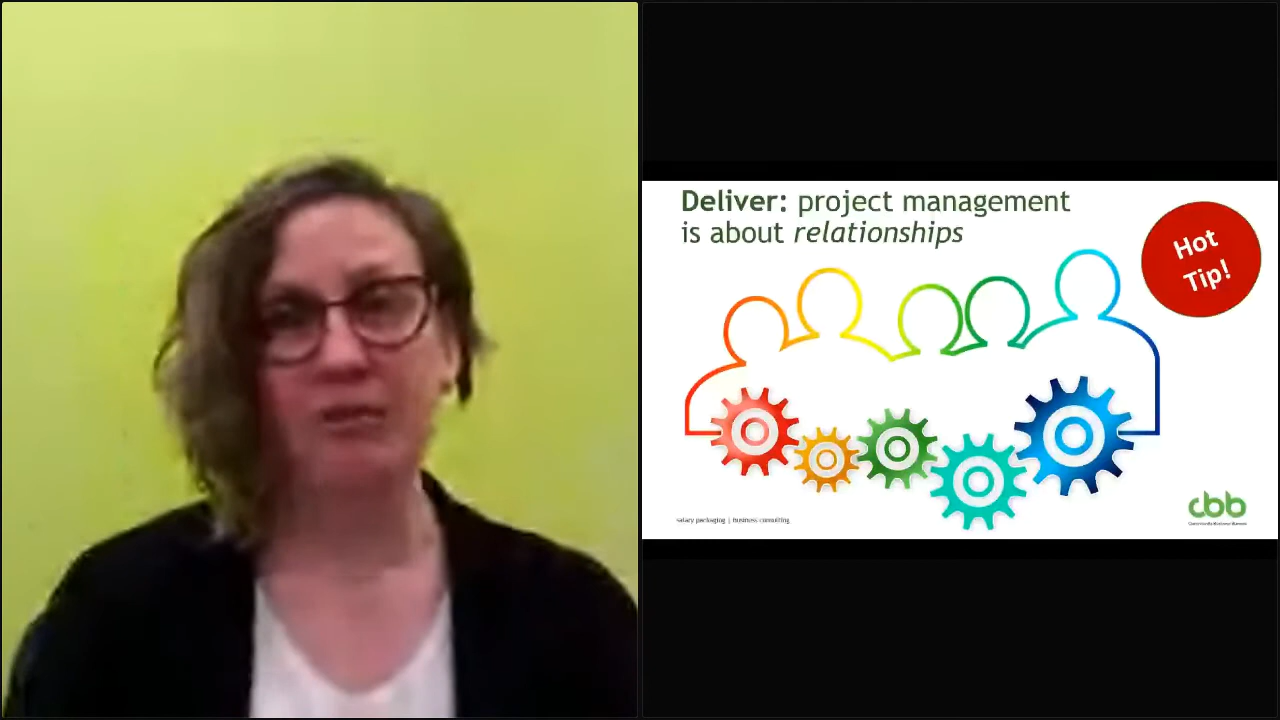 Deliver: project management
is about relationships
Hot
Tip!
salary packaging | business consulting
cbb